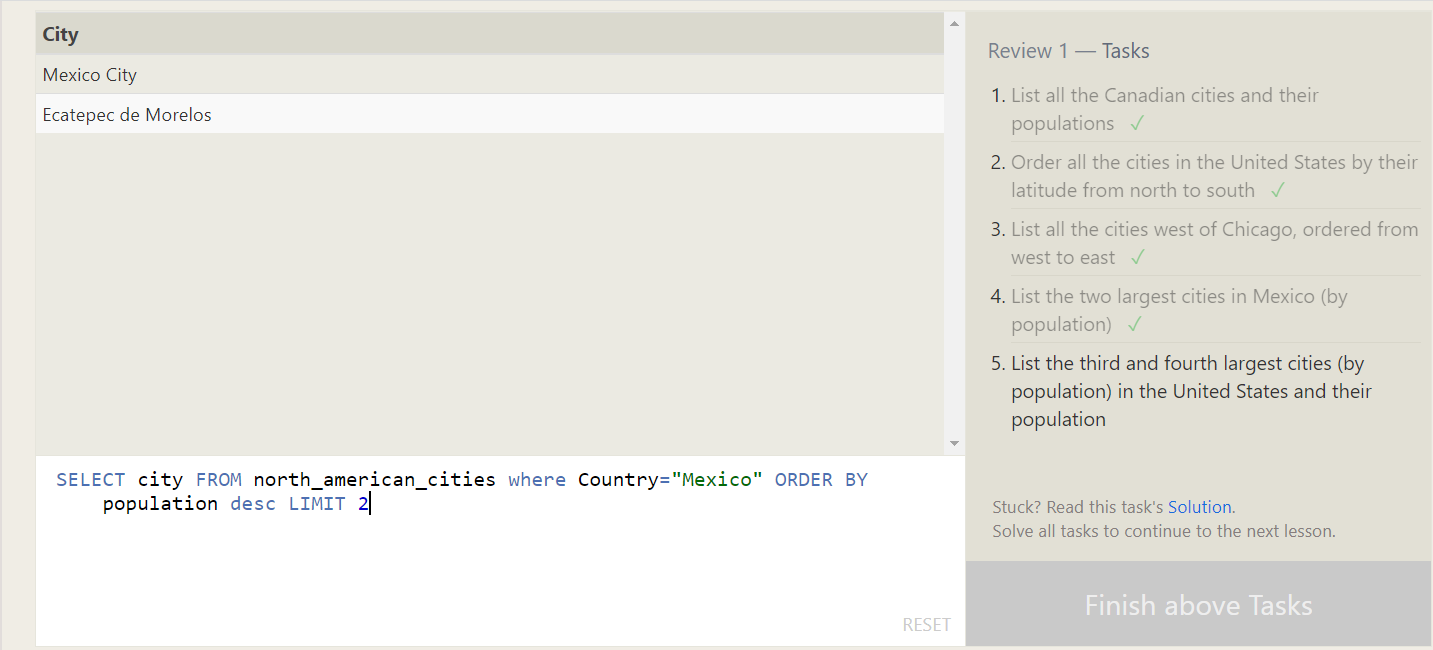 City
Mexico City
Ecatepec de Morelos
SELECT city FROM north_american_cities where Country="Mexico" ORDER BY
population desc LIMIT 2
RESET
Review 1 — Tasks
1. List all the Canadian cities and their
populations ✓
2. Order all the cities in the United States by their
latitude from north to south ✓
3. List all the cities west of Chicago, ordered from
west to east ✓
4. List the two largest cities in Mexico (by
population) ✓
5. List the third and fourth largest cities (by
population) in the United States and their
population
Stuck? Read this task's Solution.
Solve all tasks to continue to the next lesson.
Finish above Tasks